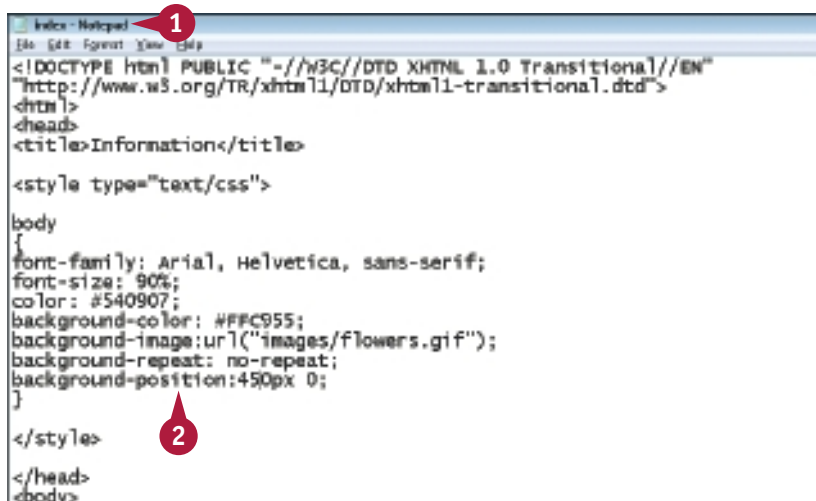 index - Notepad
1
File Edit Format View Help
<!DOCTYPE html PUBLIC "-//W3C//DTD XHTML 1.0 Transitional//EN"
"http://www.w3.org/TR/xhtml1/DTD/xhtml1-transitional.dtd">
<html>
<head>
<title>Information</title>
<style type="text/css">
body
{
font-family: Arial, Helvetica, sans-serif;
font-size: 90%;
color: #540907;
background-color: #FFC955;
background-image:url("images/flowers.gif");
background-repeat: no-repeat;
background-position:450px 0;
}
2
</style>
</head>
<body>